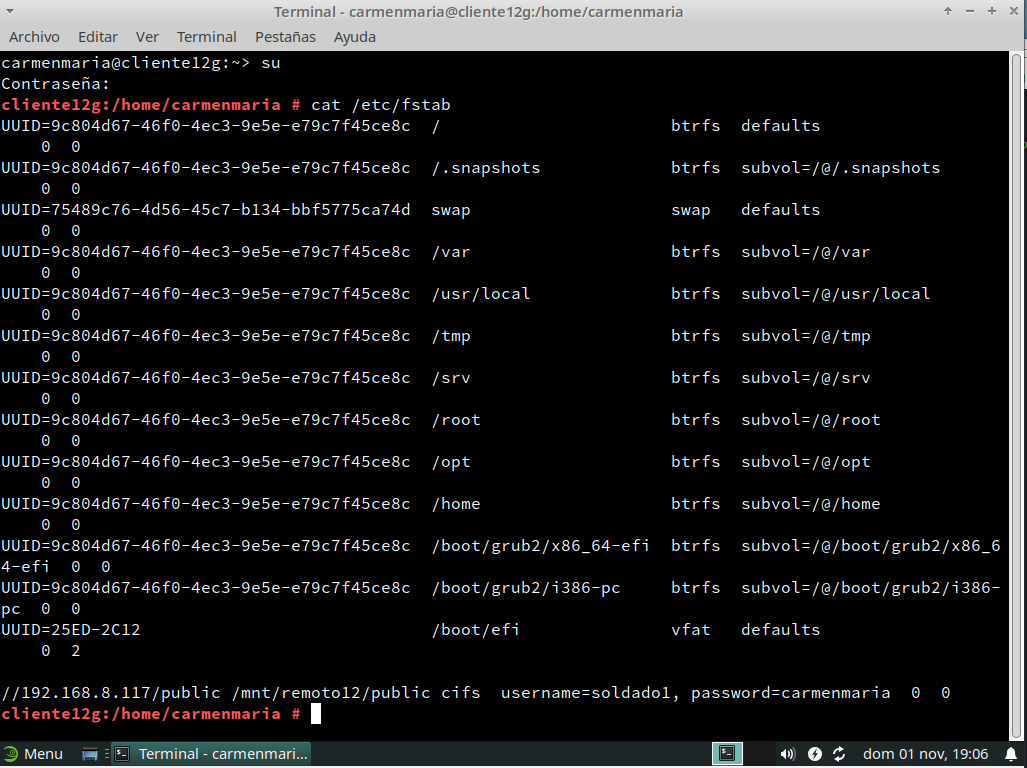 Terminal - carmenmaria@cliente12g:/home/carmenmaria
Archivo Editar Ver Terminal Pestañas Ayuda
carmenmaria@cliente12g:~> su
Contraseña:
cliente12g:/home/carmenmaria # cat /etc/fstab
UUID=9c804d67-46f0-4ec3-9e5e-e79c7f45ce8c  /                       btrfs  defaults
    0  0
UUID=9c804d67-46f0-4ec3-9e5e-e79c7f45ce8c  /.snapshots             btrfs  subvol=/@/.snapshots
    0  0
UUID=75489c76-4d56-45c7-b134-bbf5775ca74d  swap                    swap   defaults
    0  0
UUID=9c804d67-46f0-4ec3-9e5e-e79c7f45ce8c  /var                    btrfs  subvol=/@/var
    0  0
UUID=9c804d67-46f0-4ec3-9e5e-e79c7f45ce8c  /usr/local              btrfs  subvol=/@/usr/local
    0  0
UUID=9c804d67-46f0-4ec3-9e5e-e79c7f45ce8c  /tmp                    btrfs  subvol=/@/tmp
    0  0
UUID=9c804d67-46f0-4ec3-9e5e-e79c7f45ce8c  /srv                    btrfs  subvol=/@/srv
    0  0
UUID=9c804d67-46f0-4ec3-9e5e-e79c7f45ce8c  /root                   btrfs  subvol=/@/root
    0  0
UUID=9c804d67-46f0-4ec3-9e5e-e79c7f45ce8c  /opt                    btrfs  subvol=/@/opt
    0  0
UUID=9c804d67-46f0-4ec3-9e5e-e79c7f45ce8c  /home                   btrfs  subvol=/@/home
    0  0
UUID=9c804d67-46f0-4ec3-9e5e-e79c7f45ce8c  /boot/grub2/x86_64-efi  btrfs  subvol=/@/boot/grub2/x86_6
4-efi  0  0
UUID=9c804d67-46f0-4ec3-9e5e-e79c7f45ce8c  /boot/grub2/i386-pc     btrfs  subvol=/@/boot/grub2/i386-
pc  0  0
UUID=25ED-2C12                             /boot/efi               vfat   defaults
    0  2
//192.168.8.117/public /mnt/remoto12/public cifs  username=soldado1, password=carmenmaria  0  0
cliente12g:/home/carmenmaria #
Menu Terminal - carmenmari... dom 01 nov, 19:06